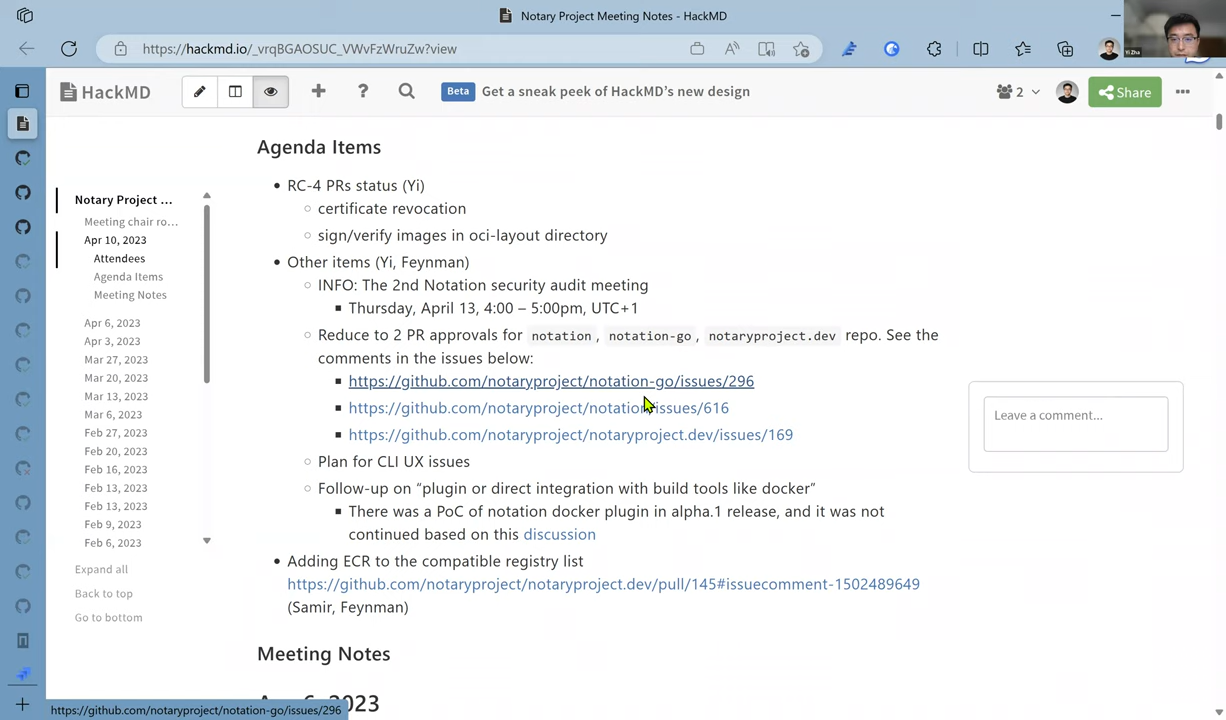 Notary Project Meeting Notes - HackMD
https://hackmd.io/_vrqBGAOSUC_VWvFzWruZw?view
Yi Zha
HackMD
Beta Get a sneak peek of HackMD's new design
2
Share
Notary Project ...
Meeting chair ro...
Apr 10, 2023
Attendees
Agenda Items
Meeting Notes
Apr 6, 2023
Apr 3, 2023
Mar 27, 2023
Mar 20, 2023
Mar 13, 2023
Mar 6, 2023
Feb 27, 2023
Feb 20, 2023
Feb 16, 2023
Feb 13, 2023
Feb 13, 2023
Feb 9, 2023
Feb 6, 2023
Expand all
Back to top
Go to bottom
Agenda Items
• RC-4 PRs status (Yi)
◦ certificate revocation
◦ sign/verify images in oci-layout directory
• Other items (Yi, Feynman)
◦ INFO: The 2nd Notation security audit meeting
▪ Thursday, April 13, 4:00 – 5:00pm, UTC+1
◦ Reduce to 2 PR approvals for notation, notation-go, notaryproject.dev repo. See the
comments in the issues below:
▪ https://github.com/notaryproject/notation-go/issues/296
▪ https://github.com/notaryproject/notation/issues/616
▪ https://github.com/notaryproject/notaryproject.dev/issues/169
◦ Plan for CLI UX issues
◦ Follow-up on “plugin or direct integration with build tools like docker”
▪ There was a PoC of notation docker plugin in alpha.1 release, and it was not
continued based on this discussion
• Adding ECR to the compatible registry list
https://github.com/notaryproject/notaryproject.dev/pull/145#issuecomment-1502489649
(Samir, Feynman)
Meeting Notes
2023
Leave a comment...
https://github.com/notaryproject/notation-go/issues/296